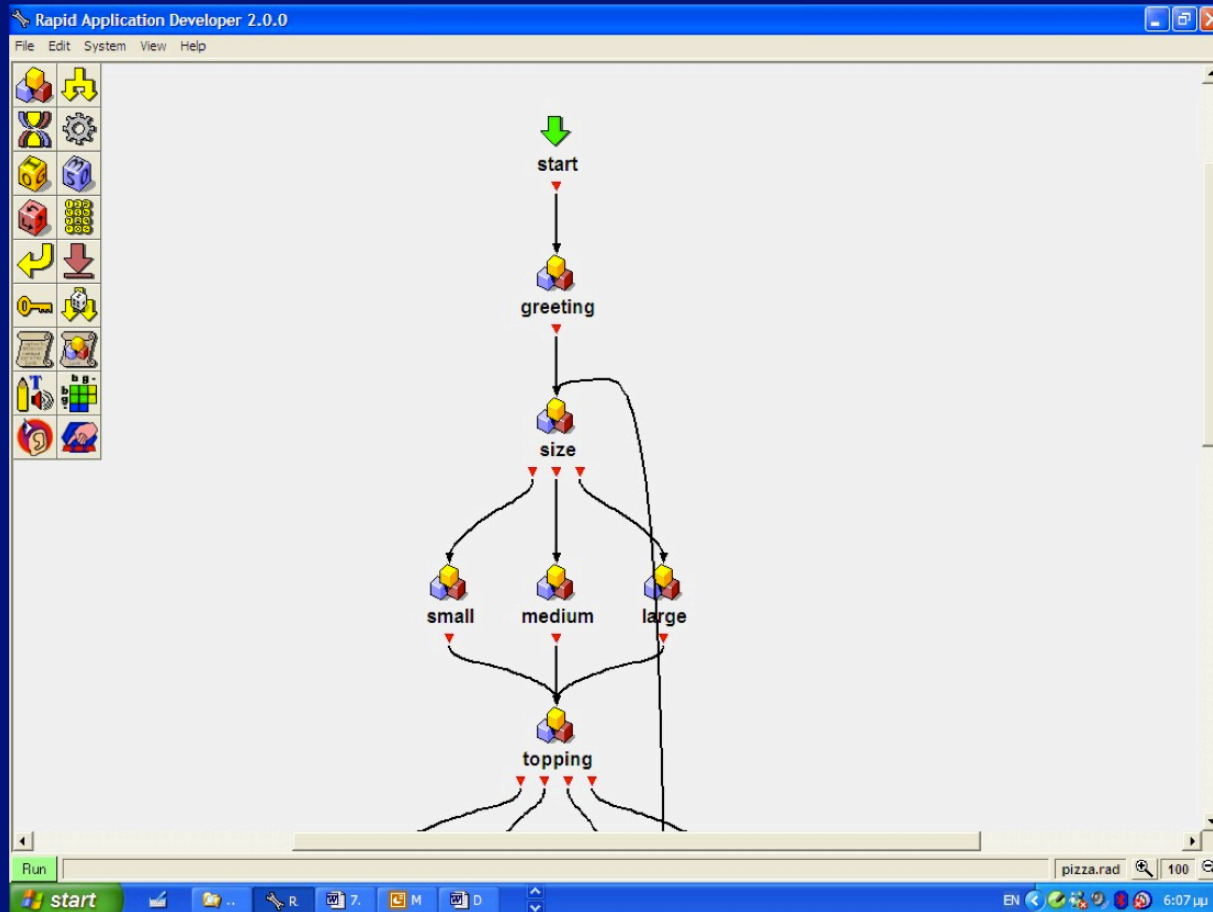 Rapid Application Developer 2.0.0
File Edit System View Help
start
greeting
size
small medium large
topping
Run pizza.rad 100
start .. R 7. M D EN 6:07 μμ